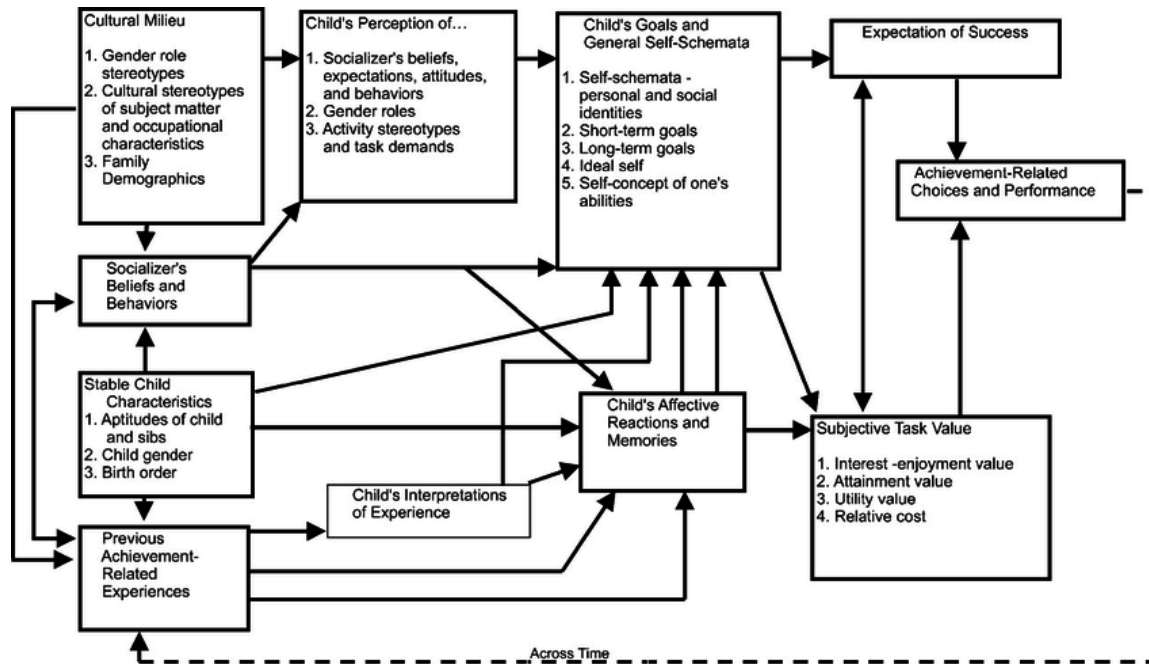 Cultural Milieu
1. Gender role
stereotypes
2. Cultural stereotypes
of subject matter
and occupational
characteristics
3. Family
Demographics
Child's Perception of...
1. Socializer's beliefs,
expectations, attitudes,
and behaviors
2. Gender roles
3. Activity stereotypes
and task demands
Child's Goals and
General Self-Schemata
1. Self-schemata -
personal and social
identities
2. Short-term goals
3. Long-term goals
4. Ideal self
5. Self-concept of one's
abilities
Expectation of Success
Achievement-Related
Choices and Performance
Socializer's
Beliefs and
Behaviors
Stable Child
Characteristics
1. Aptitudes of child
and sibs
2. Child gender
3. Birth order
Child's Affective
Reactions and
Memories
Subjective Task Value
1. Interest -enjoyment value
2. Attainment value
3. Utility value
4. Relative cost
Child's Interpretations
of Experience
Previous
Achievement-
Related
Experiences
Across Time